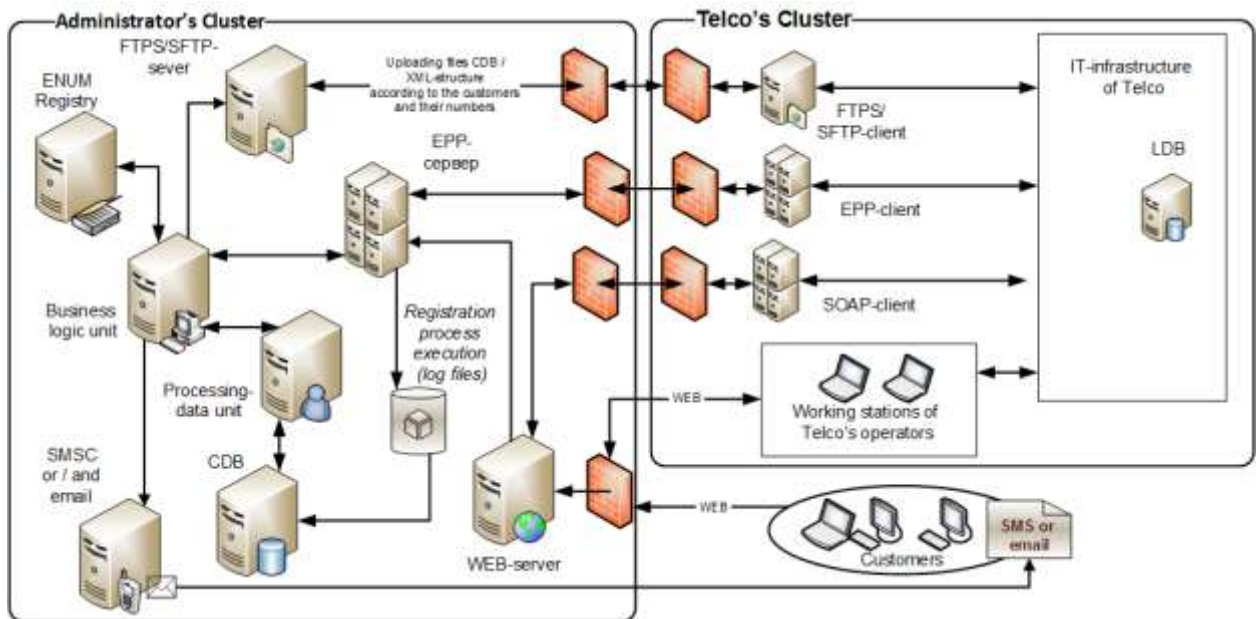 Administrator's Cluster
FTPS/SFTP-
sever
ENUM
Registry
Uploading files CDB /
XML-structure
according to the customers
and their numbers
EPP-
сервер
Business
logic unit
Registration
process
execution
(log files)
Processing-
data unit
SMSC
or / and
email
CDB
WEB-server
Telco's Cluster
IT-infrastructure
of Telco
FTPS/
SFTP-client
LDB
EPP-client
SOAP-client
WEB
Working stations of
Telco's operators
WEB
Customers
SMS or
email